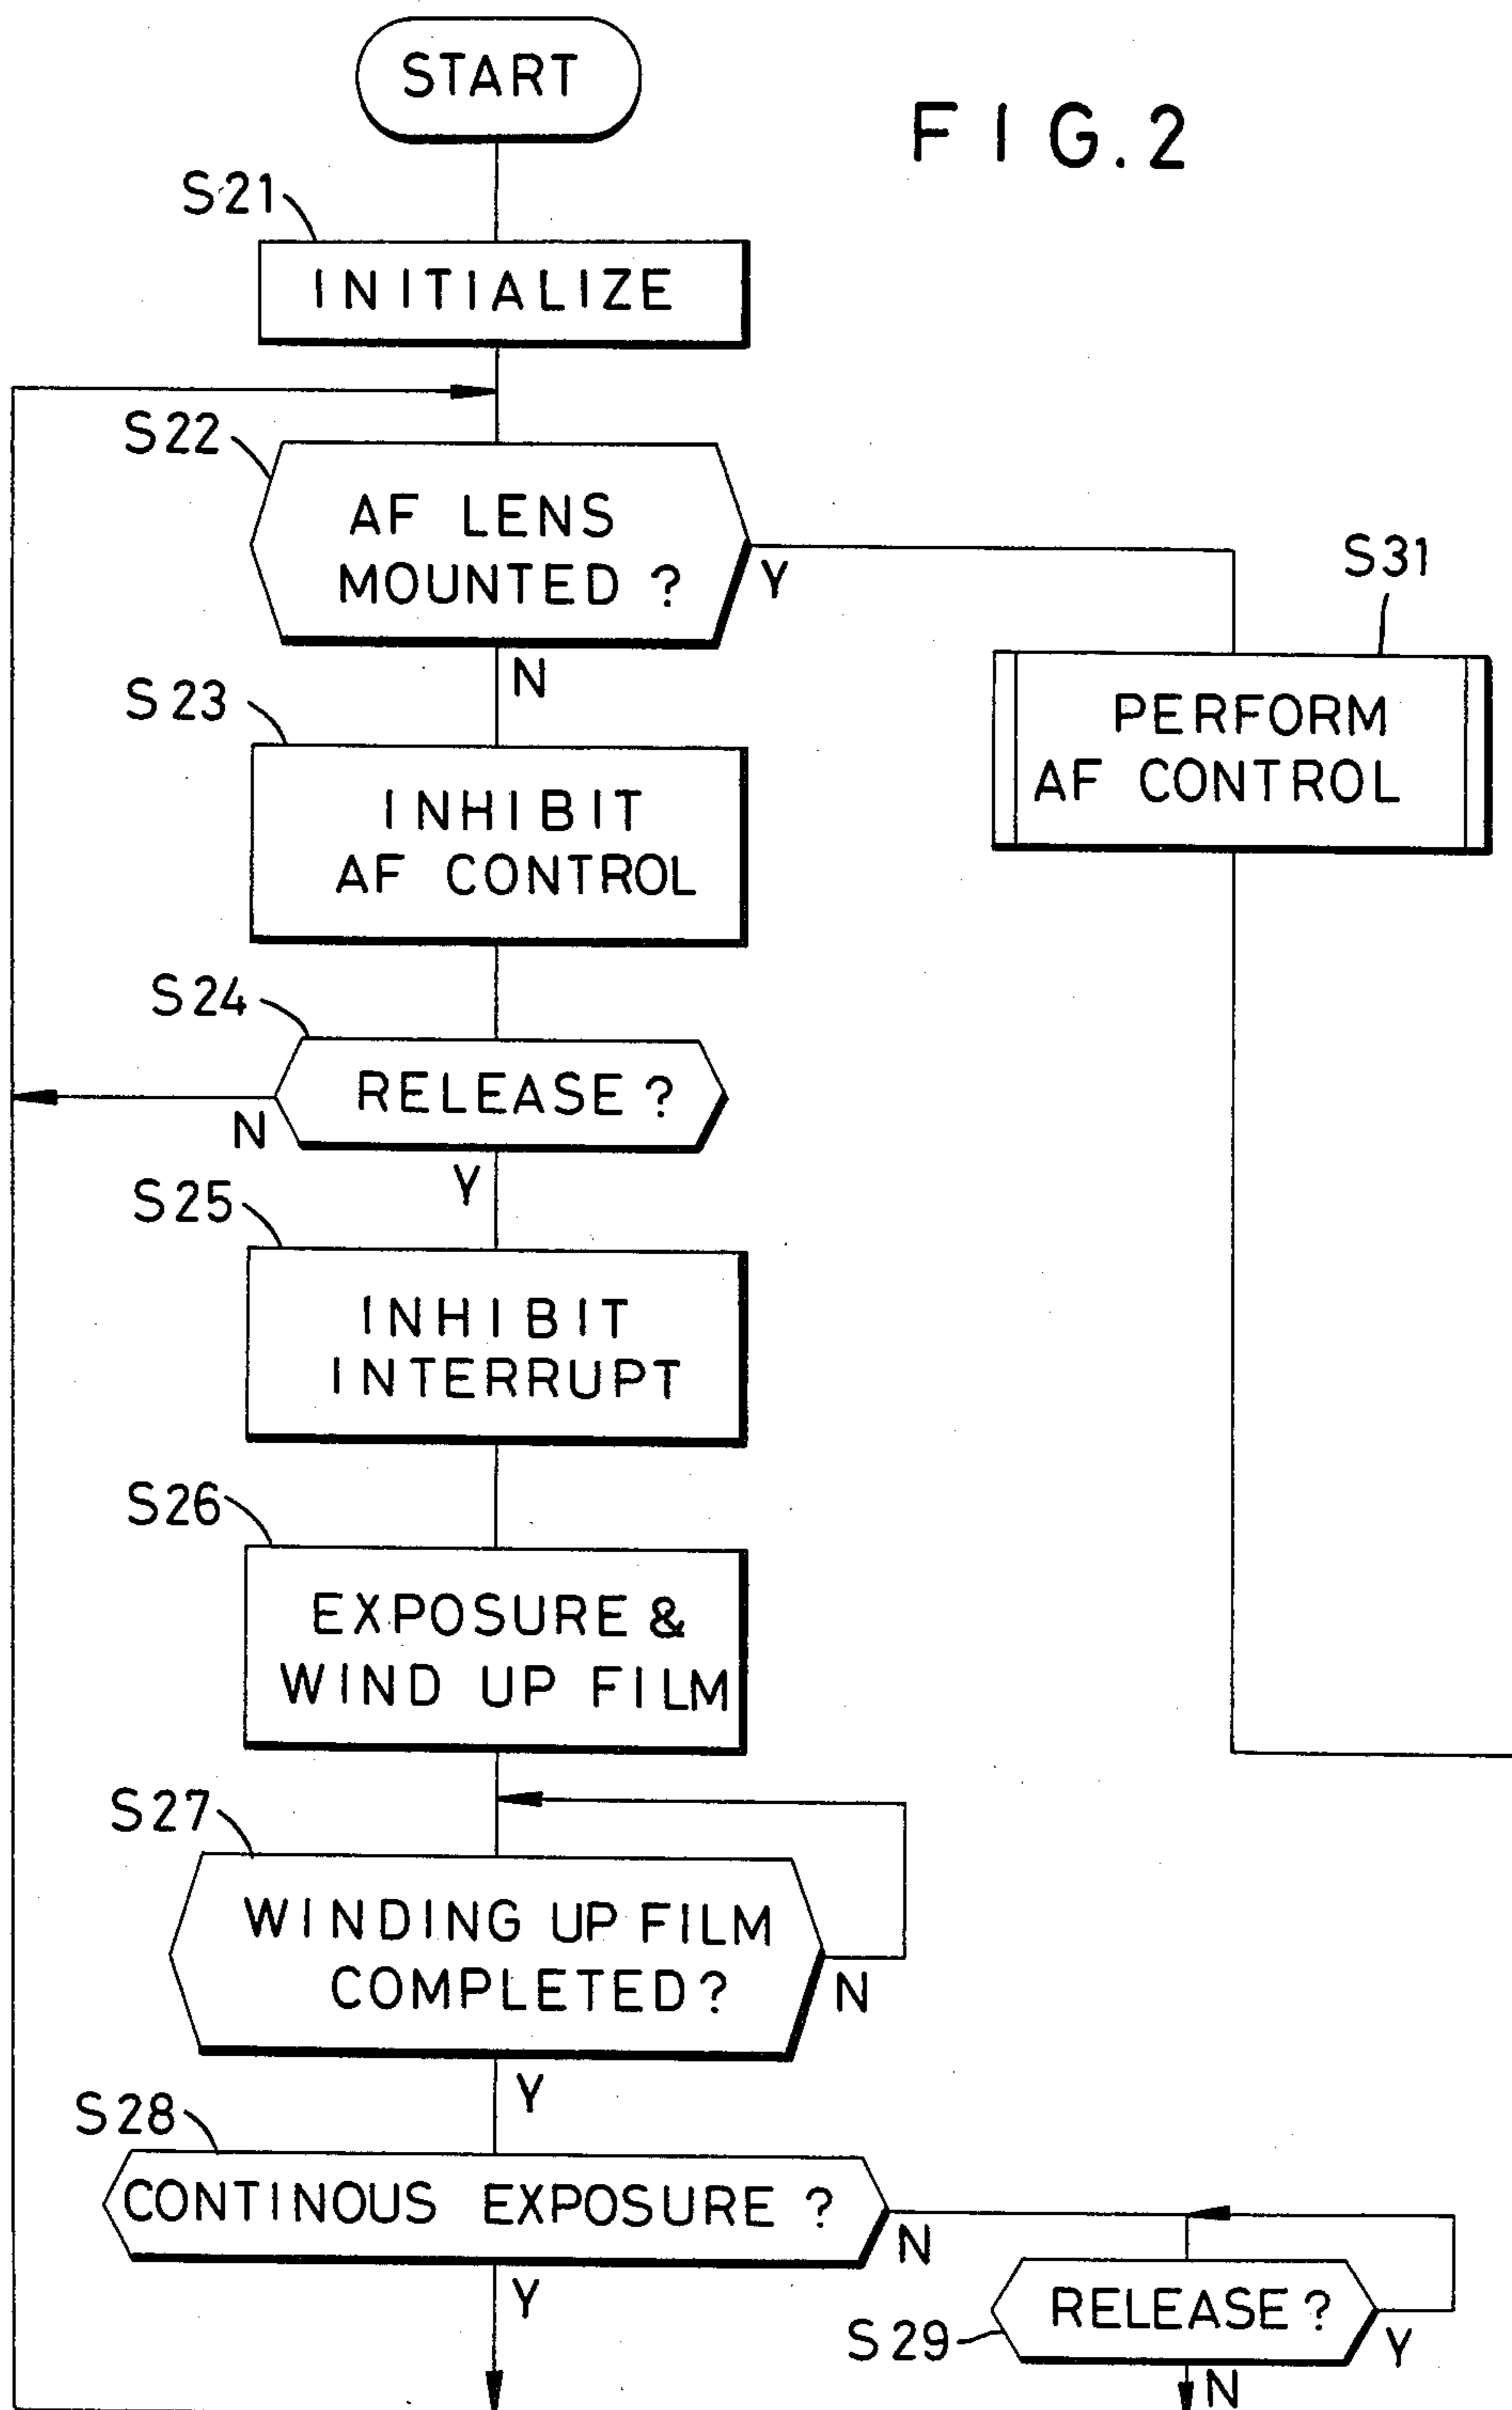 START
FIG.2
S21
INITIALIZE
S22
AF LENS
MOUNTED ?
Y
N
S31
PERFORM
AF CONTROL
S23
INHIBIT
AF CONTROL
S24
RELEASE ?
N
Y
S25
INHIBIT
INTERRUPT
S26
EXPOSURE &
WIND UP FILM
S27
WINDING UP FILM
COMPLETED ?
N
Y
S28
CONTINOUS EXPOSURE ?
N
Y
S29
RELEASE ?
Y
N